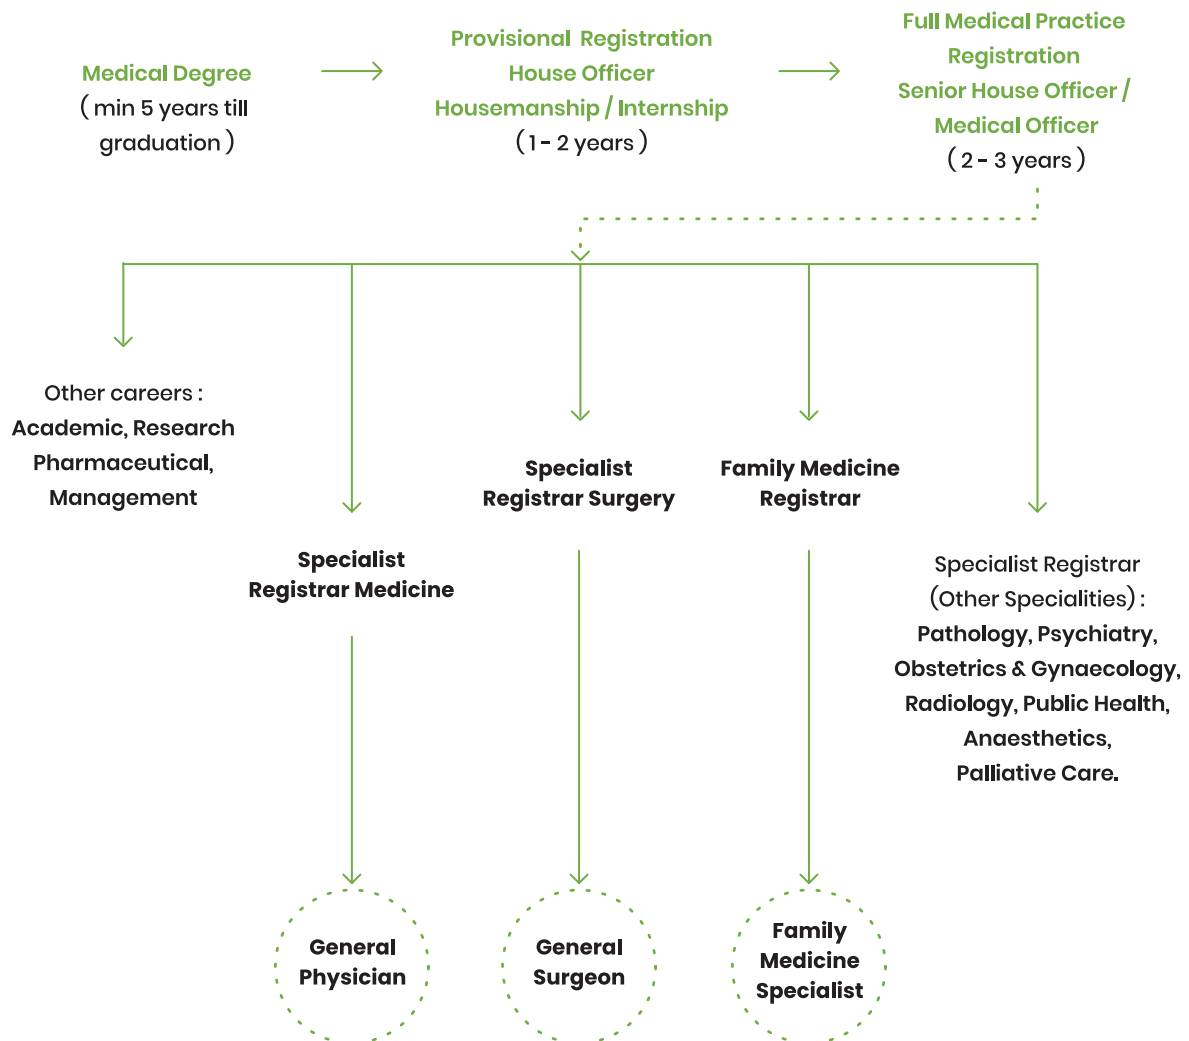 Medical Degree
( min 5 years till
graduation )
Provisional Registration
House Officer
Housemanship / Internship
( 1 - 2 years )
Full Medical Practice
Registration
Senior House Officer /
Medical Officer
( 2 - 3 years )
Other careers :
Academic, Research
Pharmaceutical,
Management
Specialist
Registrar Medicine
Specialist
Registrar Surgery
Family Medicine
Registrar
Specialist Registrar
(Other Specialities) :
Pathology, Psychiatry,
Obstetrics & Gynaecology,
Radiology, Public Health,
Anaesthetics,
Palliative Care.
General
Physician
General
Surgeon
Family
Medicine
Specialist